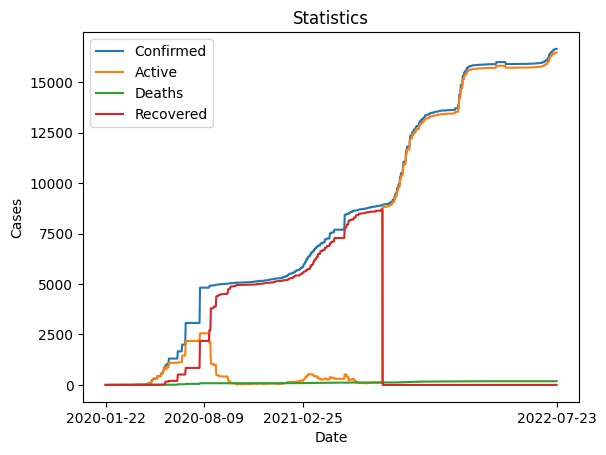 Statistics
Confirmed
Active
Deaths
Recovered
15000
12500
10000
7500
5000
2500
0
Cases
2020-01-22 2020-08-09 2021-02-25 2022-07-23
Date